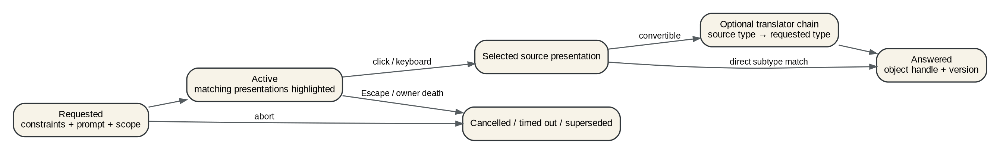 Requested
constraints + prompt + scope
Active
matching presentations highlighted
abort
click / keyboard
Escape / owner death
Selected source presentation
Cancelled / timed out / superseded
convertible
direct subtype match
Optional translator chain
source type → requested type
Answered
object handle + version